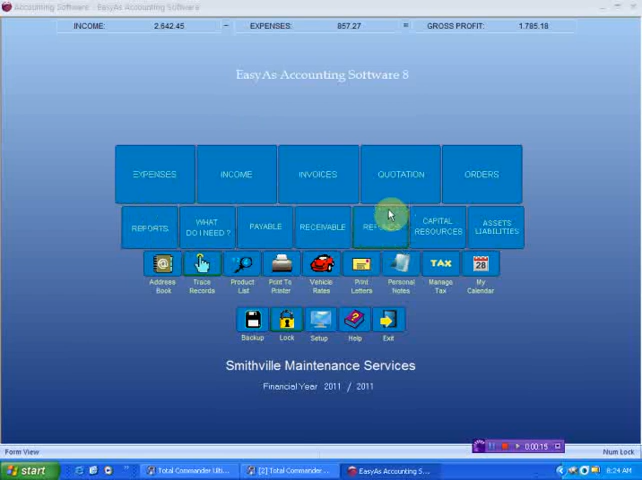 Accounting Software - EasyAs Accounting Software
INCOME: 2.642.45 – EXPENSES: 857.27 = GROSS PROFIT: 1.785.18
EasyAs Accounting Software 8
EXPENSES INCOME INVOICES QUOTATION ORDERS
REPORTS WHAT DO I NEED ? PAYABLE RECEIVABLE CAPITAL RESOURCES ASSETS LIABILITIES
Address Book Trace Records Product List Print To Printer Vehicle Rates Print Letters Personal Notes TAX Manage Tax 28 My Calendar
Backup Lock Setup Help Exit
Smithville Maintenance Services
Financial Year 2011 / 2011
0:00:15
Form View Num Lock
start Total Commander Ulti... [2] Total Commander... EasyAs Accounting S... 8:24 AM